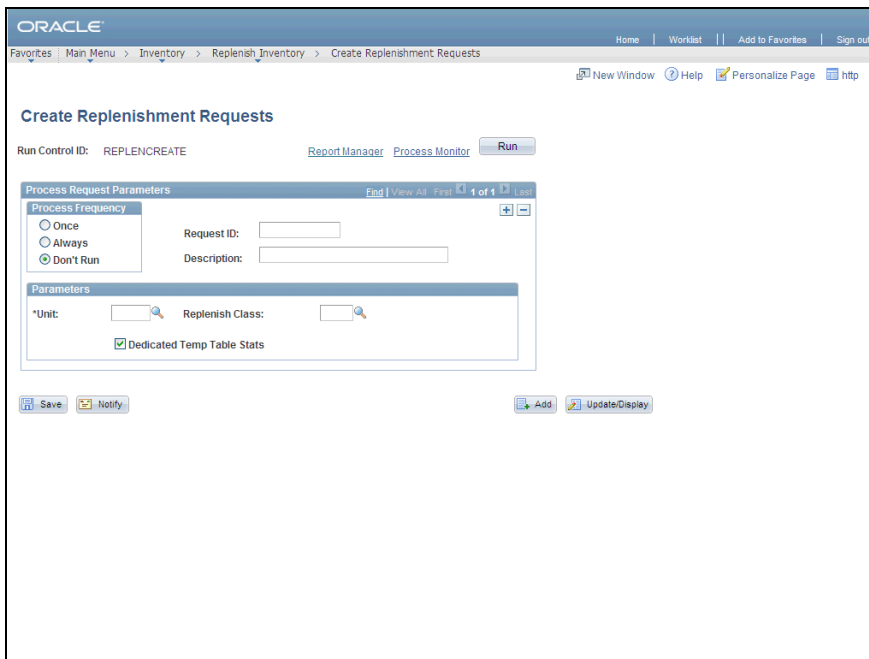 ORACLE
Home | Worklist || Add to Favorites | Sign out
Favorites | Main Menu > Inventory > Replenish Inventory > Create Replenishment Requests
New Window Help Personalize Page http
Create Replenishment Requests
Run Control ID: REPLENCREATE Report Manager Process Monitor Run
Process Request Parameters Find | View All First 1 of 1 Last
Process Frequency
Once
Always
Don't Run
Request ID:
Description:
Parameters
*Unit: Replenish Class:
Dedicated Temp Table Stats
Save Notify Add Update/Display